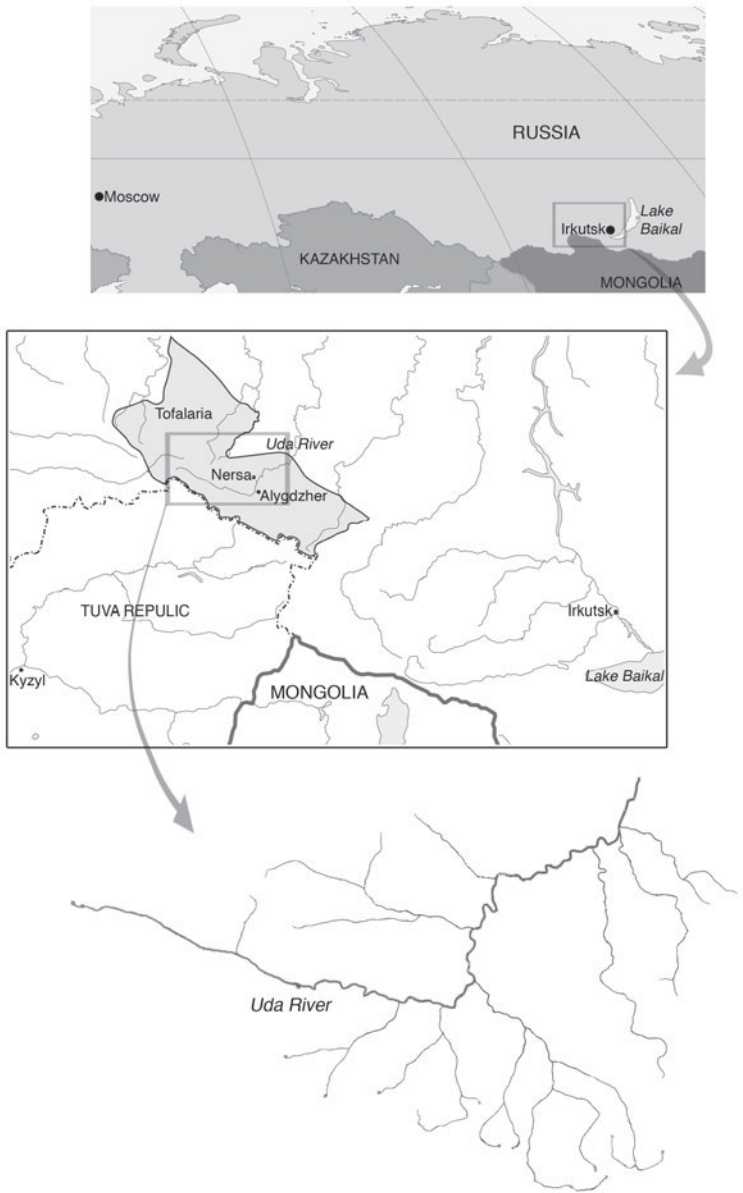 RUSSIA
Moscow
Lake
Baikal
Irkutsk
KAZAKHSTAN
MONGOLIA
Tofalaria
Uda River
Nersa
Alygdzher
TUVA REPULIC
Irkutsk
Kyzyl
Lake Baikal
MONGOLIA
Uda River